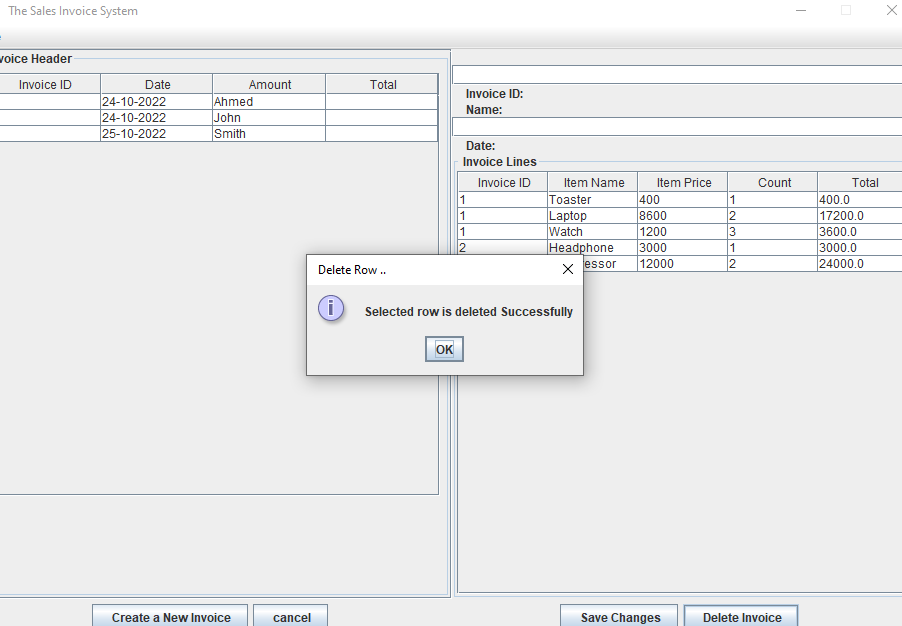 The Sales Invoice System
voice Header
Invoice ID Date Amount Total
24-10-2022 Ahmed
24-10-2022 John
25-10-2022 Smith
Invoice ID:
Name:
Date:
Invoice Lines
Invoice ID Item Name Item Price Count Total
1 Toaster 400 1 400.0
1 Laptop 8600 2 17200.0
1 Watch 1200 3 3600.0
2 Headphone 3000 1 3000.0
essor 12000 2 24000.0
Delete Row ..
Selected row is deleted Successfully
OK
Create a New Invoice cancel Save Changes Delete Invoice